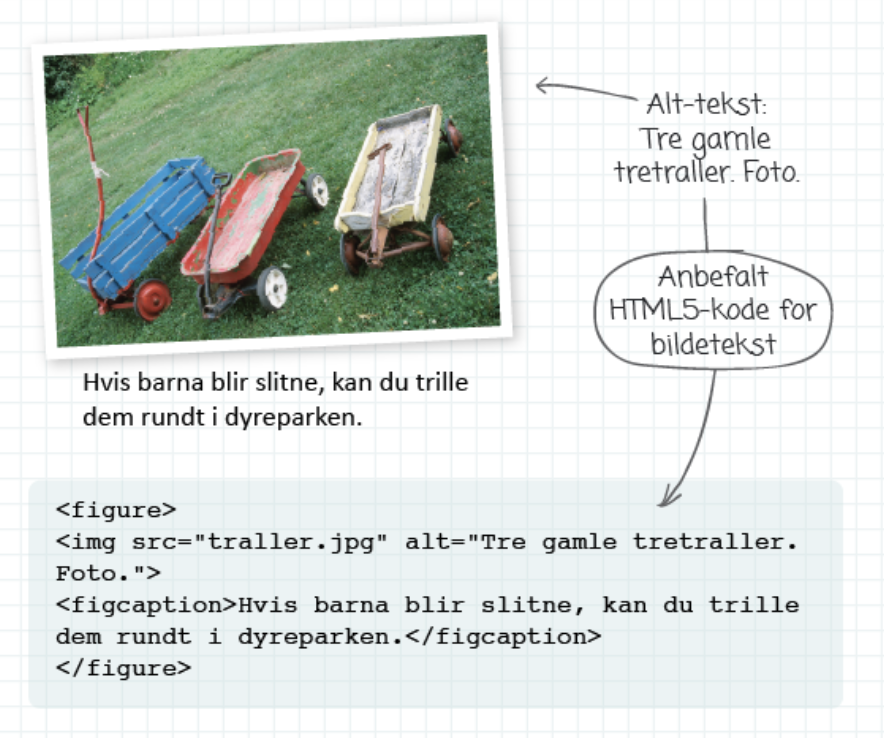 Alt-tekst:
Tre gamle
tretraller. Foto.
Anbefalt
HTML5-kode for
bildetekst
Hvis barna blir slitne, kan du trille
dem rundt i dyreparken.
<figure>
<img src="traller.jpg" alt="Tre gamle tretraller.
Foto.">
<figcaption>Hvis barna blir slitne, kan du trille
dem rundt i dyreparken.</figcaption>
</figure>